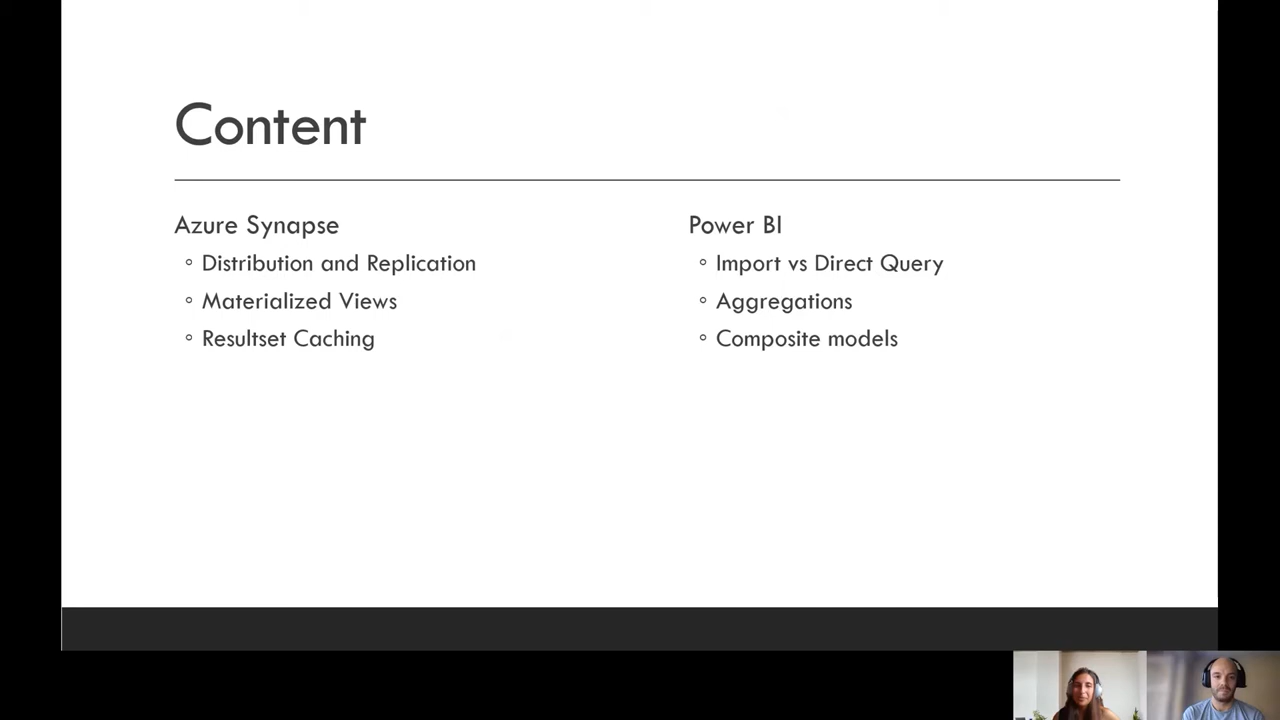 Content
Azure Synapse
◦ Distribution and Replication
◦ Materialized Views
◦ Resultset Caching
Power BI
◦ Import vs Direct Query
◦ Aggregations
◦ Composite models